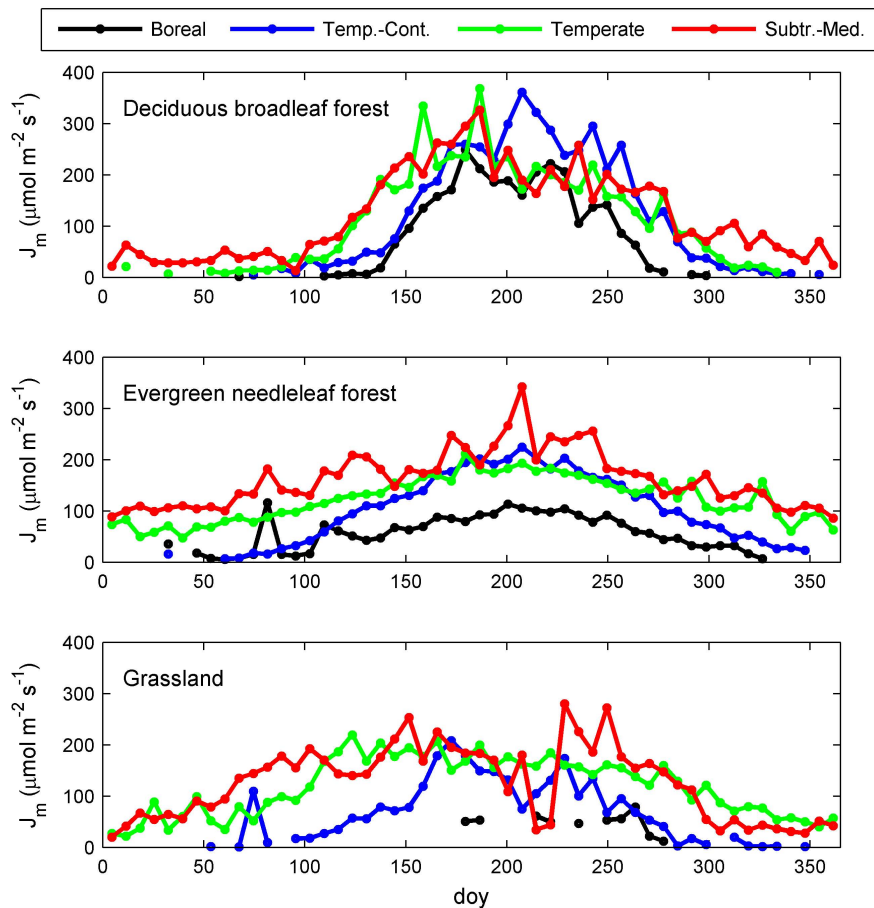 Boreal Temp.-Cont. Temperate Subtr.-Med.
400
Deciduous broadleaf forest
300
200
100
0
J_m (μmol m⁻² s⁻¹)
0 50 100 150 200 250 300 350
400
Evergreen needleleaf forest
300
200
100
0
J_m (μmol m⁻² s⁻¹)
0 50 100 150 200 250 300 350
400
Grassland
300
200
100
0
J_m (μmol m⁻² s⁻¹)
0 50 100 150 200 250 300 350
doy